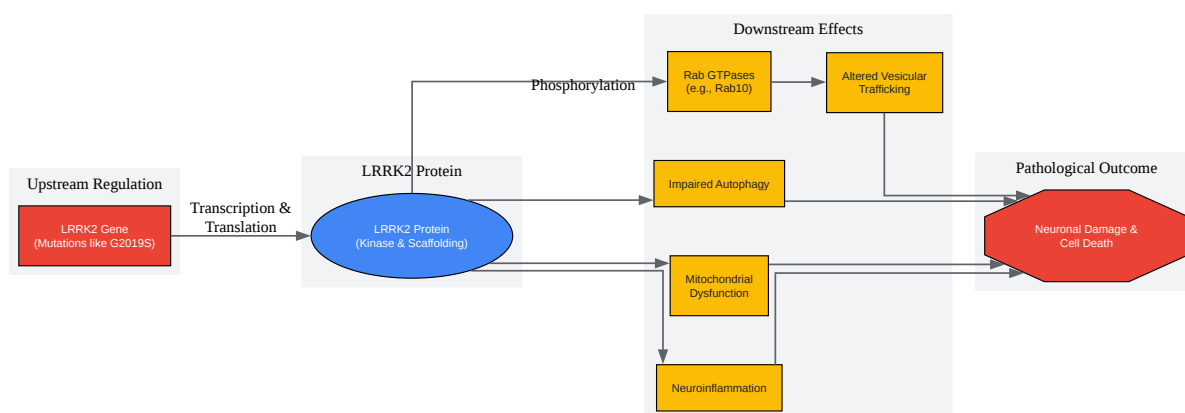 Upstream Regulation
LRRK2 Gene
(Mutations like G2019S)
Transcription &
Translation
LRRK2 Protein
LRRK2 Protein
(Kinase & Scaffolding)
Phosphorylation
Downstream Effects
Rab GTPases
(e.g., Rab10)
Altered Vesicular
Trafficking
Impaired Autophagy
Mitochondrial
Dysfunction
Neuroinflammation
Pathological Outcome
Neuronal Damage &
Cell Death